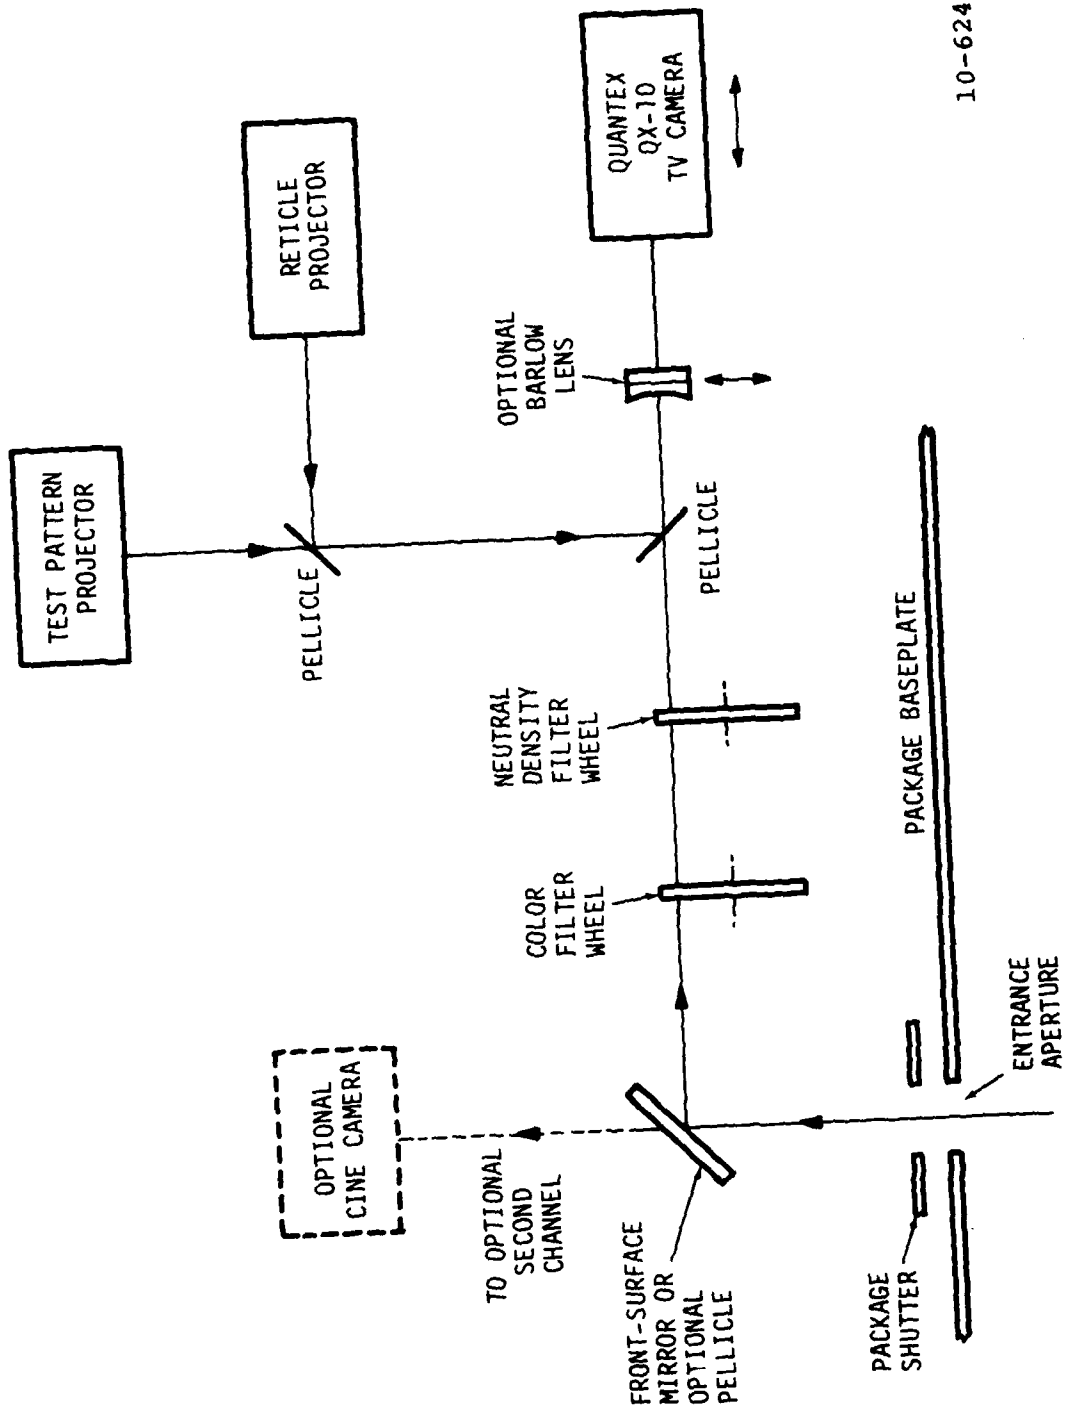 TEST PATTERN
PROJECTOR
RETICLE
PROJECTOR
QUANTEX
QX-10
TV CAMERA
PELLICLE
OPTIONAL
BARLOW
LENS
PELLICLE
NEUTRAL
DENSITY
FILTER
WHEEL
COLOR
FILTER
WHEEL
OPTIONAL
CINE CAMERA
TO OPTIONAL
SECOND
CHANNEL
FRONT-SURFACE
MIRROR OR
OPTIONAL
PELLICLE
PACKAGE BASEPLATE
PACKAGE
SHUTTER
ENTRANCE
APERTURE
10-624